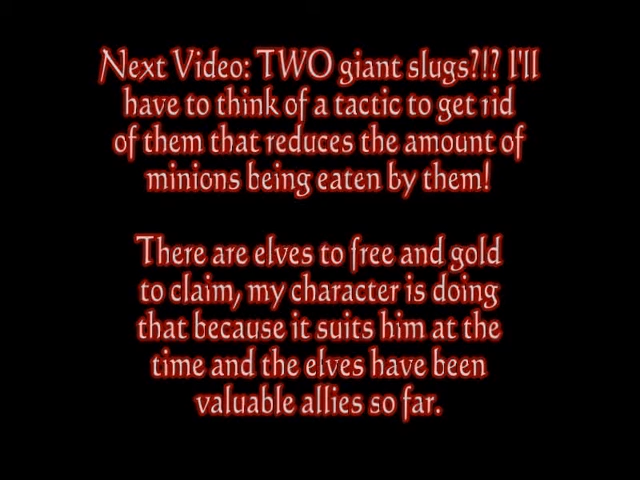 Next Video: TWO giant slugs?!? I'll
have to think of a tactic to get rid
of them that reduces the amount of
minions being eaten by them!
There are elves to free and gold
to claim, my character is doing
that because it suits him at the
time and the elves have been
valuable allies so far.